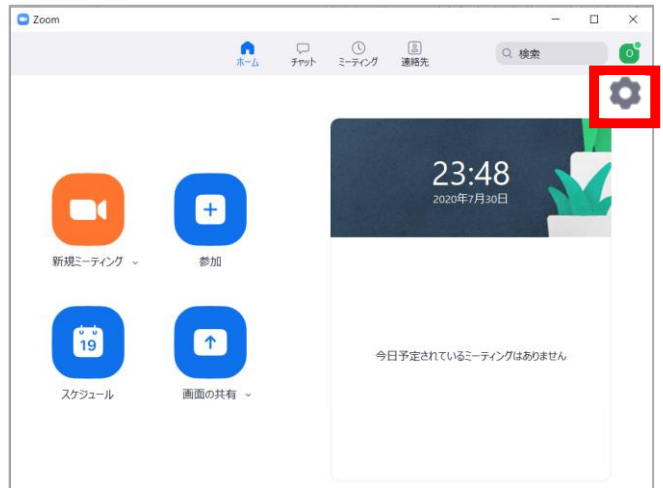 Zoom
ホーム
チャット
ミーティング
連絡先
検索
O
23:48
2020年7月30日
新規ミーティング
参加
19
スケジュール
画面の共有
今日予定されているミーティングはありません